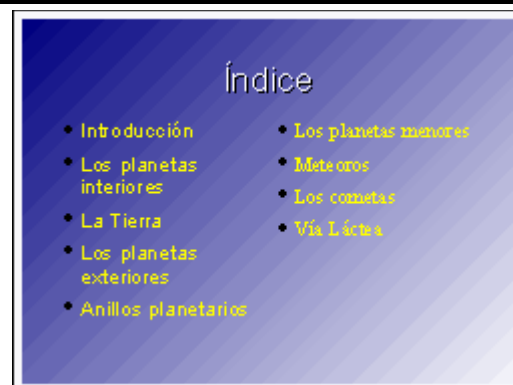 Índice
Introducción
Los planetas
interiores
La Tierra
Los planetas
exteriores
Anillos planetarios
Los planetas menores
Meteoros
Los cometas
Vía Láctea